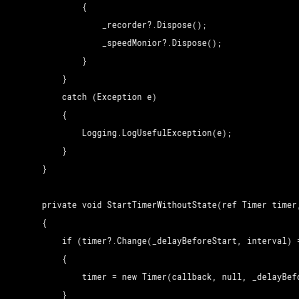 {
_recorder?.Dispose();
_speedMonior?.Dispose();
}
}
catch (Exception e)
{
Logging.LogUsefulException(e);
}
}
private void StartTimerWithoutState(ref Timer timer,
{
if (timer?.Change(_delayBeforeStart, interval) =
{
timer = new Timer(callback, null, _delayBefo
}